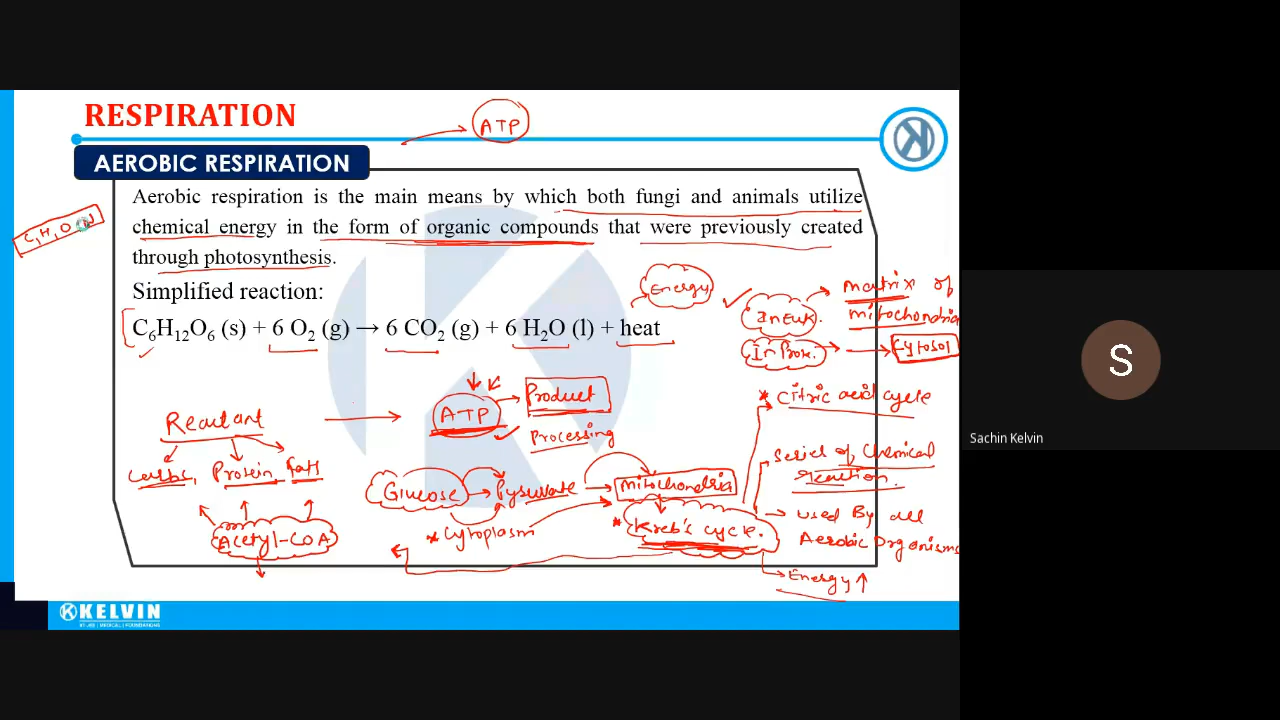 RESPIRATION
ATP
AEROBIC RESPIRATION
Aerobic respiration is the main means by which both fungi and animals utilize
chemical energy in the form of organic compounds that were previously created
through photosynthesis.
C, H, O
Simplified reaction:
Energy
C₆H₁₂O₆ (s) + 6 O₂ (g) → 6 CO₂ (g) + 6 H₂O (l) + heat
In Euk. → matrix of
mitochondria
In Prok. → Cytosol
Reactant → ATP → Product
Processing
Carbs, Protein, Fats
Acetyl-CoA
Glucose → Pyruvate → mitochondria
* Cytoplasm
* Kreb's cycle.
* Citric acid cycle
Series of Chemical
reaction.
→ used By all
Aerobic Organisms
→ Energy ↑
KELVIN
S
Sachin Kelvin